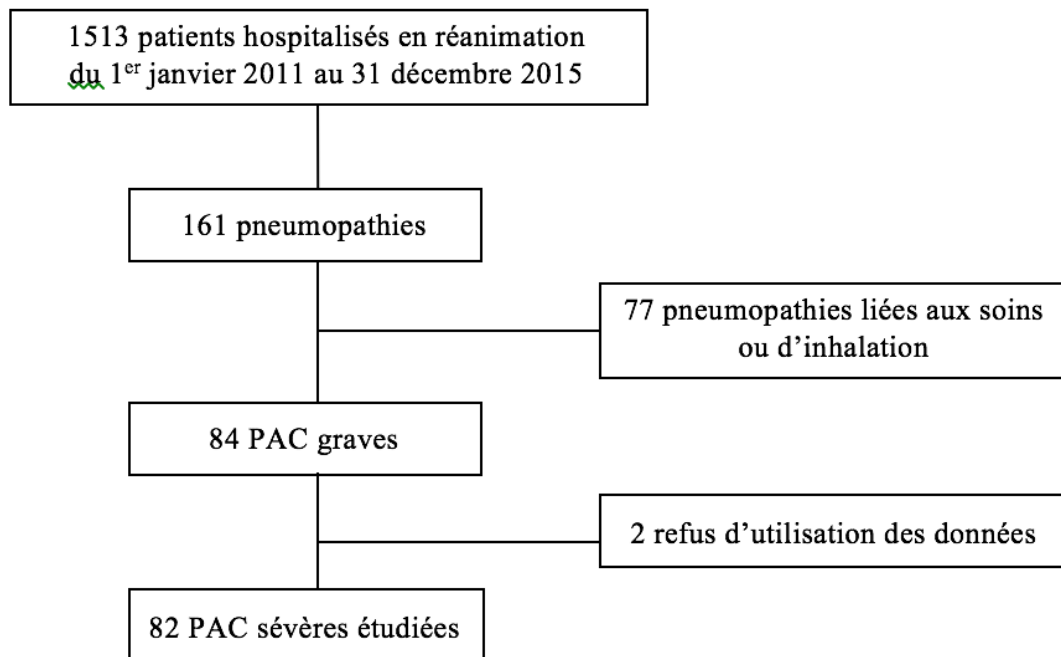 1513 patients hospitalisés en réanimation
du 1er janvier 2011 au 31 décembre 2015
161 pneumopathies
77 pneumopathies liées aux soins
ou d’inhalation
84 PAC graves
2 refus d’utilisation des données
82 PAC sévères étudiées